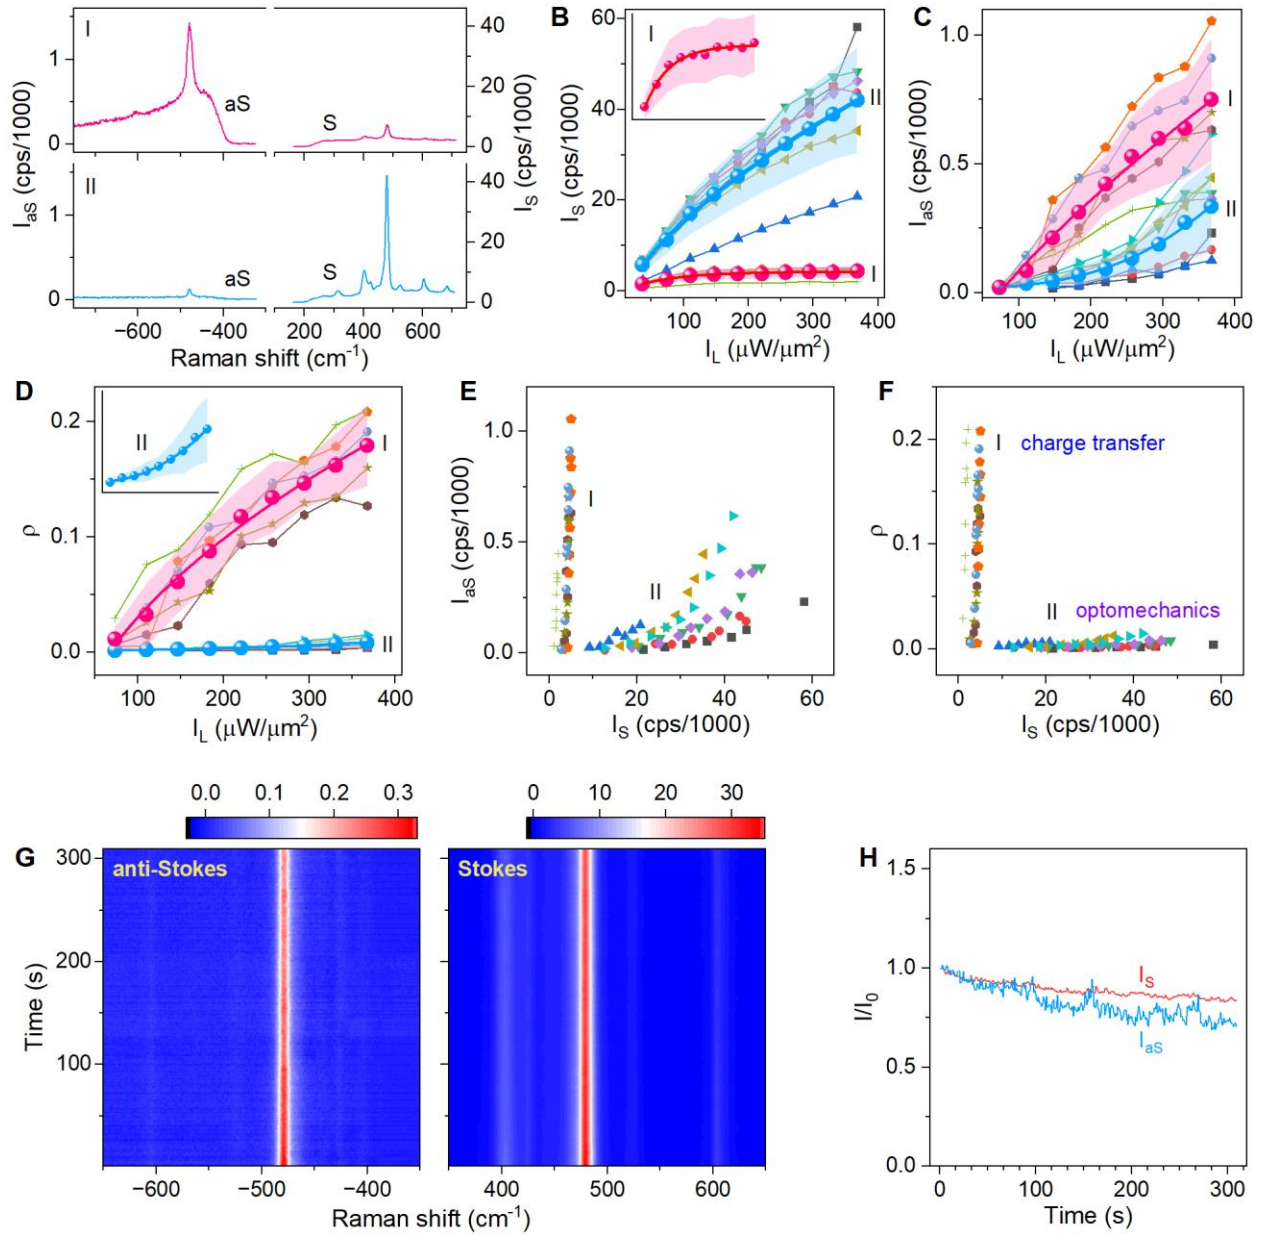 I
aS
S
1
0
40
20
0
II
aS
S
1
0
40
20
0
I_aS (cps/1000)
I_S (cps/1000)
−600
−400
200
400
600
Raman shift (cm⁻¹)
B
I
II
I
60
40
20
0
I_S (cps/1000)
100
200
300
400
I_L (μW/μm²)
C
I
II
1.0
0.5
0.0
I_aS (cps/1000)
100
200
300
400
I_L (μW/μm²)
D
II
I
II
0.2
0.1
0.0
ρ
100
200
300
400
I_L (μW/μm²)
E
I
II
1.0
0.5
0.0
I_aS (cps/1000)
0
20
40
60
I_S (cps/1000)
F
I charge transfer
II optomechanics
0.2
0.1
0.0
ρ
0
20
40
60
I_S (cps/1000)
G
0.0
0.1
0.2
0.3
0
10
20
30
anti-Stokes
Stokes
300
200
100
Time (s)
−600
−500
−400
400
500
600
Raman shift (cm⁻¹)
H
I_S
I_aS
1.5
1.0
0.5
0.0
I/I₀
0
100
200
300
Time (s)